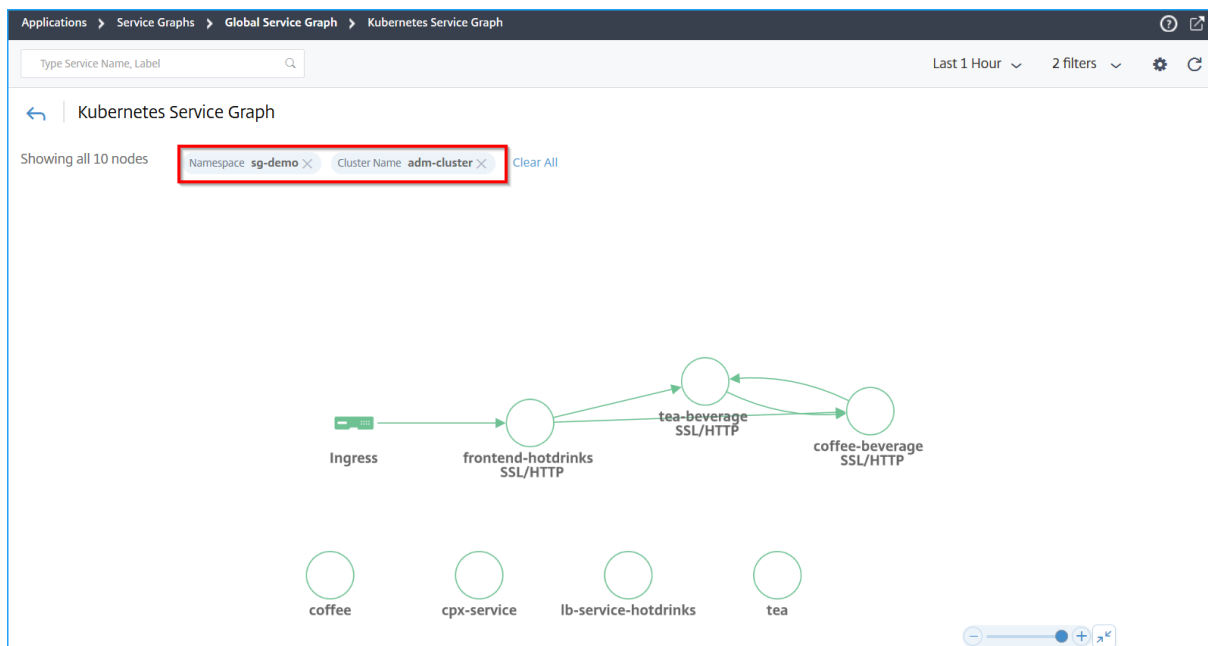 Applications > Service Graphs > Global Service Graph > Kubernetes Service Graph
Type Service Name, Label
Last 1 Hour
2 filters
Kubernetes Service Graph
Showing all 10 nodes
Namespace sg-demo
Cluster Name adm-cluster
Clear All
tea-beverage
SSL/HTTP
coffee-beverage
SSL/HTTP
Ingress
frontend-hotdrinks
SSL/HTTP
coffee
cpx-service
lb-service-hotdrinks
tea